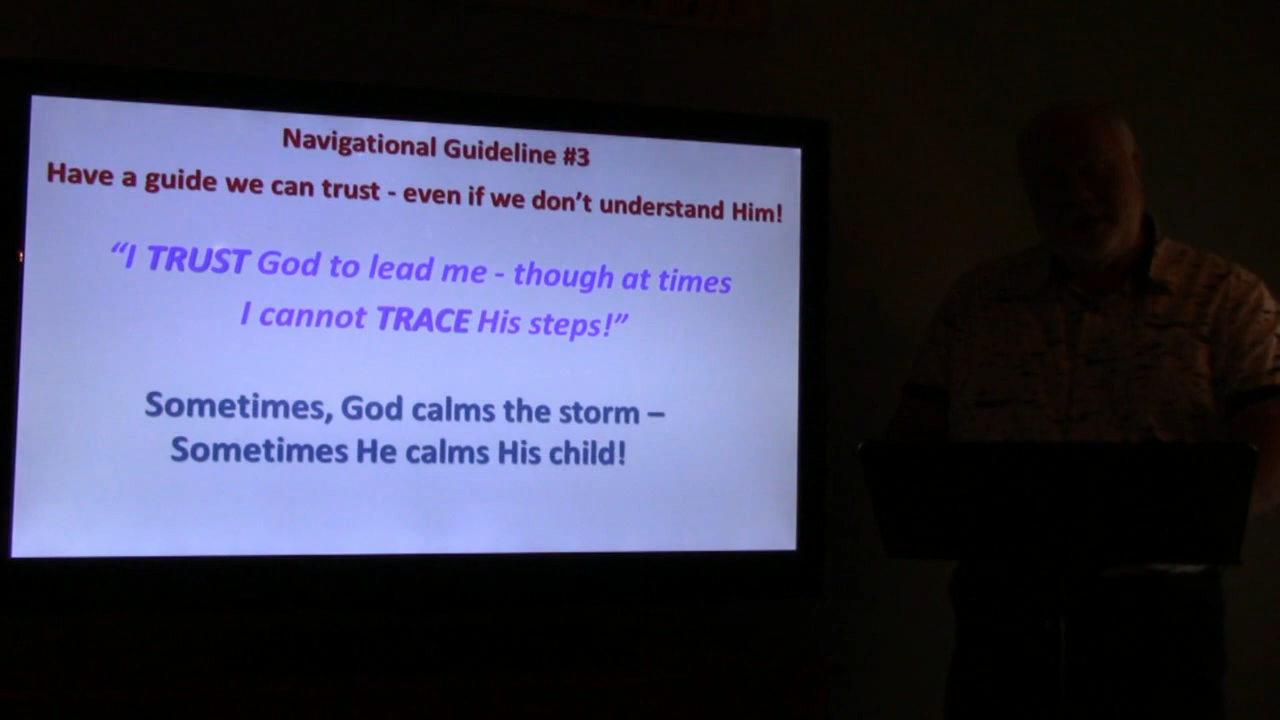 Navigational Guideline #3
Have a guide we can trust - even if we don't understand Him!
“I TRUST God to lead me - though at times
I cannot TRACE His steps!”
Sometimes, God calms the storm –
Sometimes He calms His child!